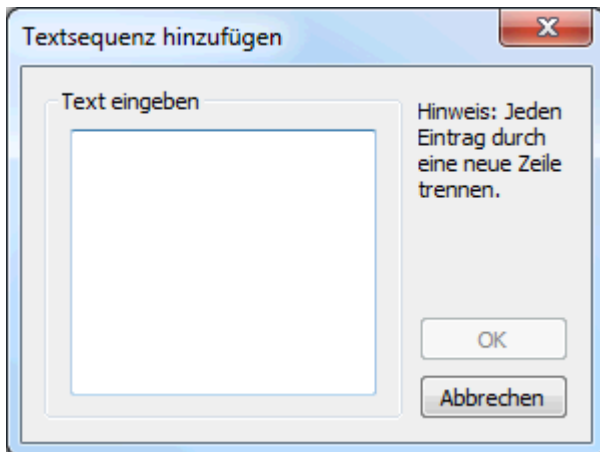 Textsequenz hinzufügen
Text eingeben
Hinweis: Jeden
Eintrag durch
eine neue Zeile
trennen.
OK
Abbrechen